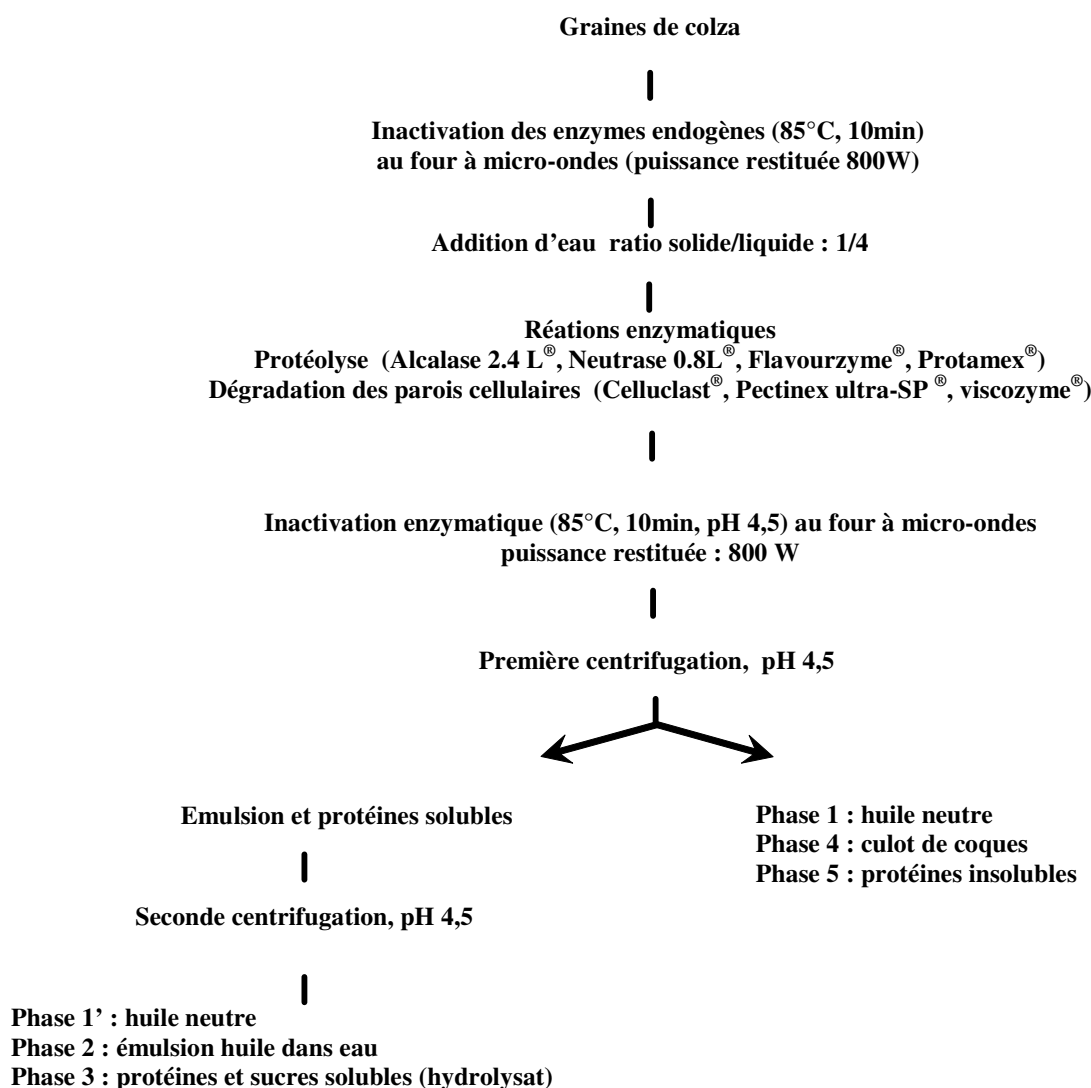 Graines de colza
Inactivation des enzymes endogènes (85°C, 10min)
au four à micro-ondes (puissance restituée 800W)
Addition d’eau  ratio solide/liquide : 1/4
Réations enzymatiques
Protéolyse  (Alcalase 2.4 L®, Neutrase 0.8L®, Flavourzyme®, Protamex®)
Dégradation des parois cellulaires  (Celluclast®, Pectinex ultra-SP ®, viscozyme®)
Inactivation enzymatique (85°C, 10min, pH 4,5) au four à micro-ondes
puissance restituée : 800 W
Première centrifugation,  pH 4,5
Emulsion et protéines solubles
Seconde centrifugation, pH 4,5
Phase 1’ : huile neutre
Phase 2 : émulsion huile dans eau
Phase 3 : protéines et sucres solubles (hydrolysat)
Phase 1 : huile neutre
Phase 4 : culot de coques
Phase 5 : protéines insolubles